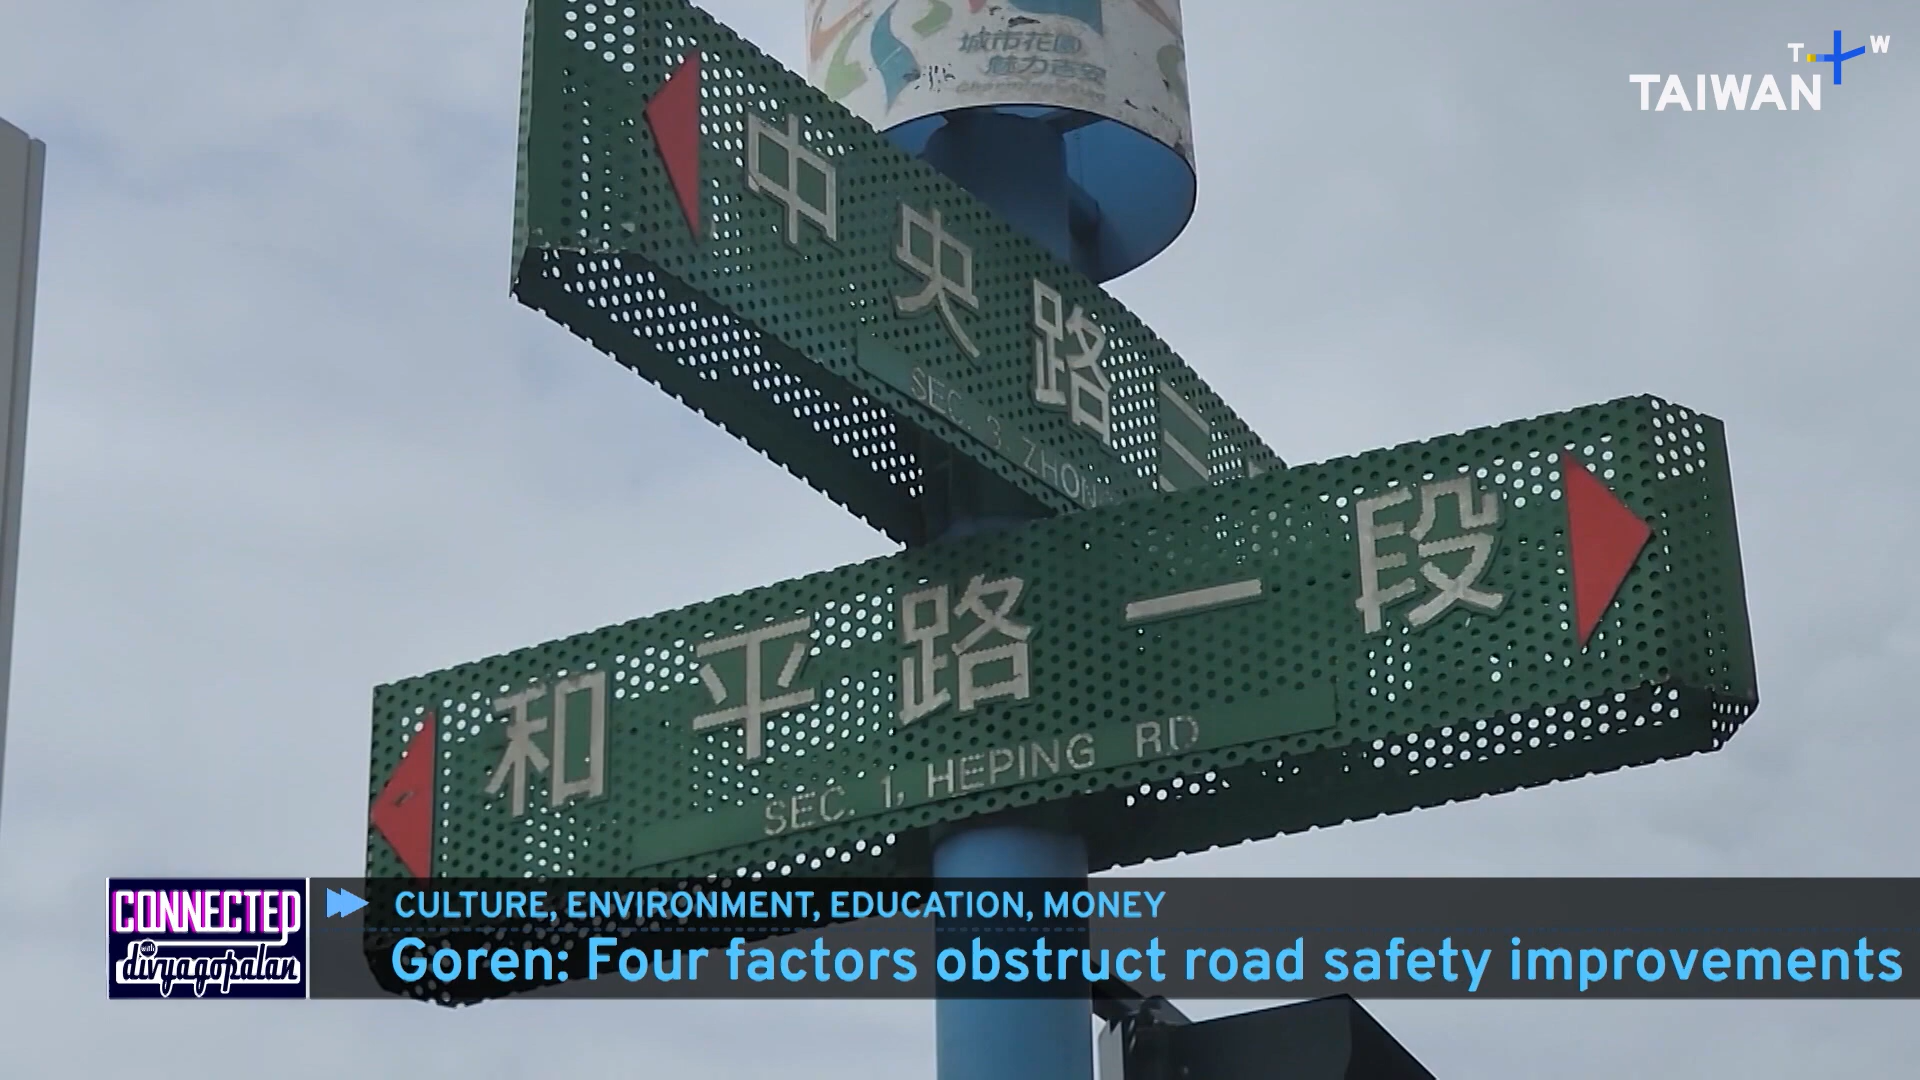 城市花園
魅力吉安
T W
TAIWAN
中央路三
SEC. 3, ZHON
和平路一段
SEC. 1, HEPING RD
CONNECTED
with
divyagopalan
CULTURE, ENVIRONMENT, EDUCATION, MONEY
Goren: Four factors obstruct road safety improvements